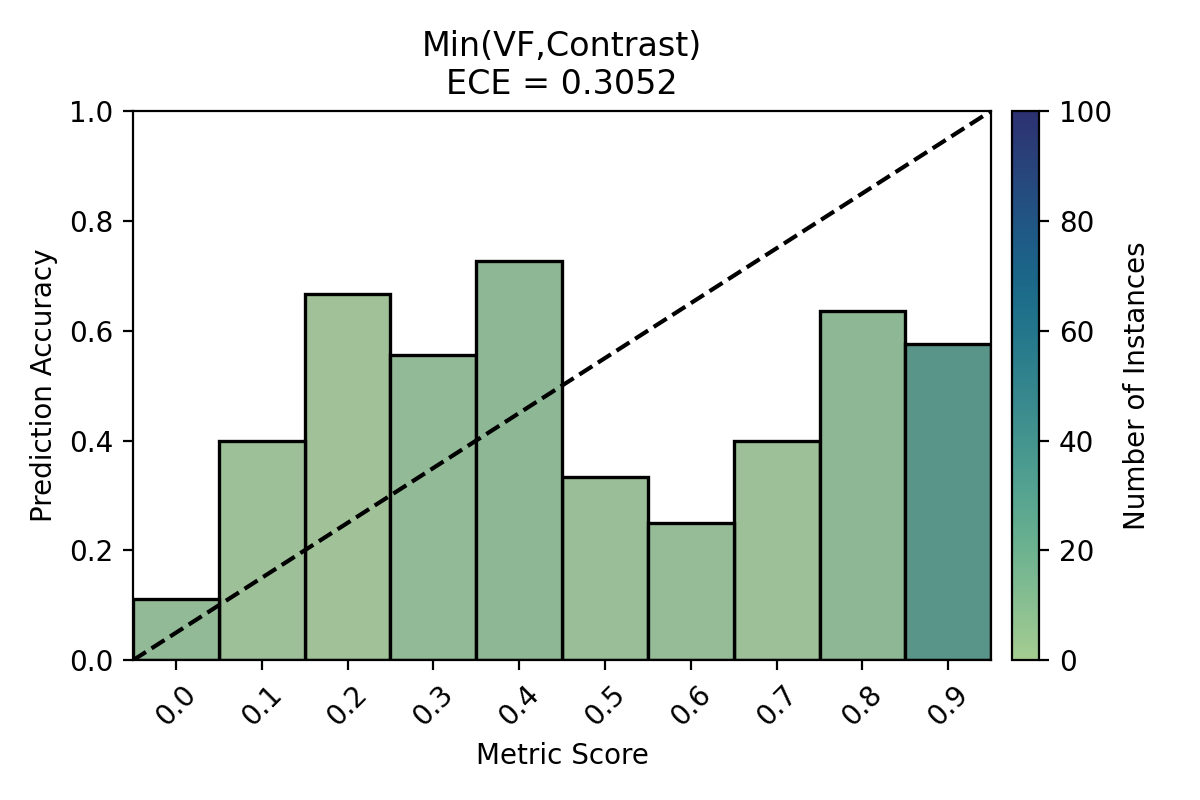 Min(VF,Contrast)
ECE = 0.3052
1.0
0.8
0.6
0.4
0.2
0.0
Prediction Accuracy
0.0 0.1 0.2 0.3 0.4 0.5 0.6 0.7 0.8 0.9
Metric Score
100
80
60
40
20
0
Number of Instances